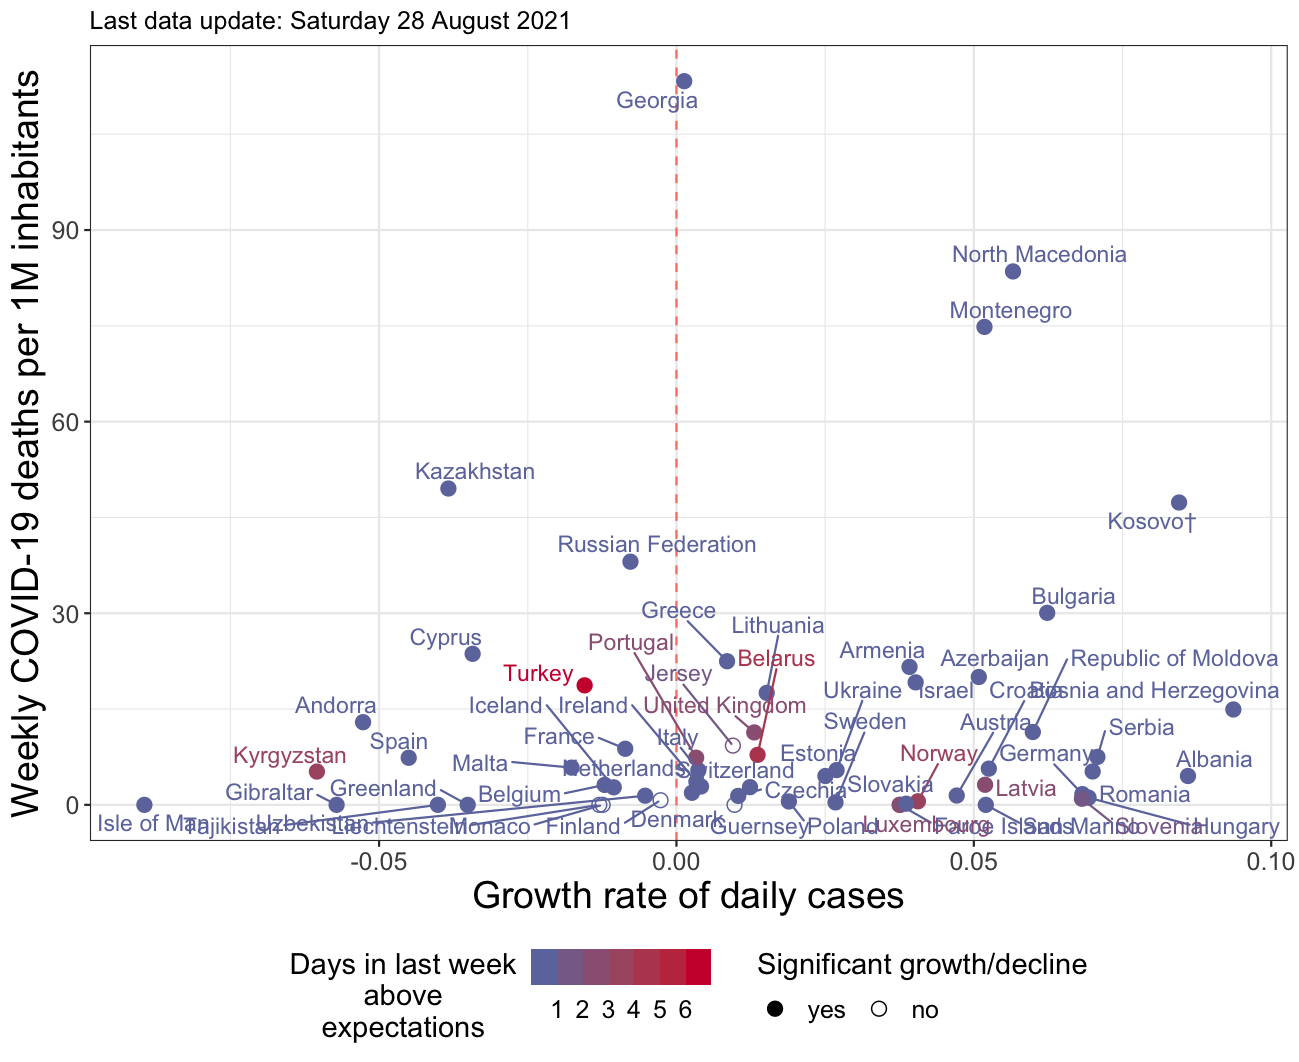 Last data update: Saturday 28 August 2021
Weekly COVID-19 deaths per 1M inhabitants
90
60
30
0
Georgia
North Macedonia
Montenegro
Kazakhstan
Kosovo†
Russian Federation
Bulgaria
Greece
Lithuania
Cyprus
Portugal
Armenia
Azerbaijan
Republic of Moldova
Belarus
Turkey
Jersey
Ukraine
Israel
Croatia
Bosnia and Herzegovina
Andorra
Iceland
Ireland
United Kingdom
Sweden
Austria
Serbia
France
Italy
Spain
Kyrgyzstan
Estonia
Norway
Germany
Albania
Malta
Netherlands
Switzerland
Gibraltar
Greenland
Belgium
Czechia
Slovakia
Latvia
Romania
Isle of Man
Tajikistan
Uzbekistan
Liechtenstein
Monaco
Finland
Denmark
Guernsey
Poland
Luxembourg
Faroe Islands
San Marino
Slovenia
Hungary
-0.05
0.00
0.05
0.10
Growth rate of daily cases
Days in last week
above
expectations
1 2 3 4 5 6
Significant growth/decline
yes
no